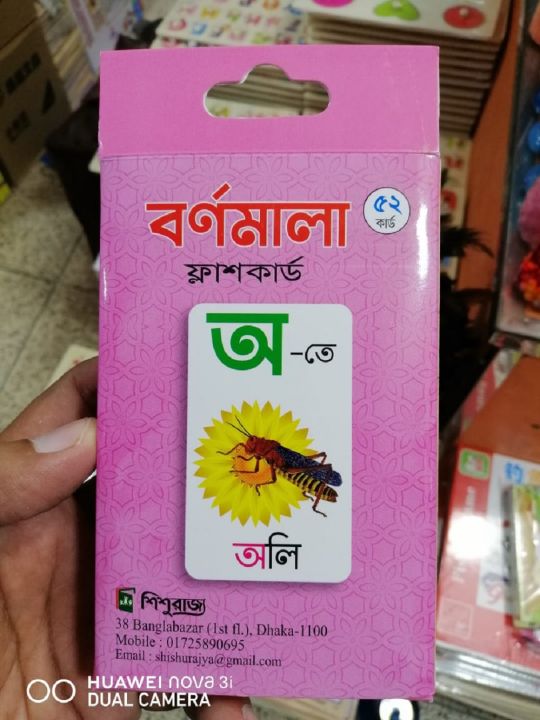 বর্ণমালা
৫২
কার্ড
ফ্লাশকার্ড
অ-তে
অলি
শিশুরাজ্য
38 Banglabazar (1st fl.), Dhaka-1100
Mobile : 01725890695
Email : shishurajya@gmail.com
HUAWEI nova 3i
DUAL CAMERA